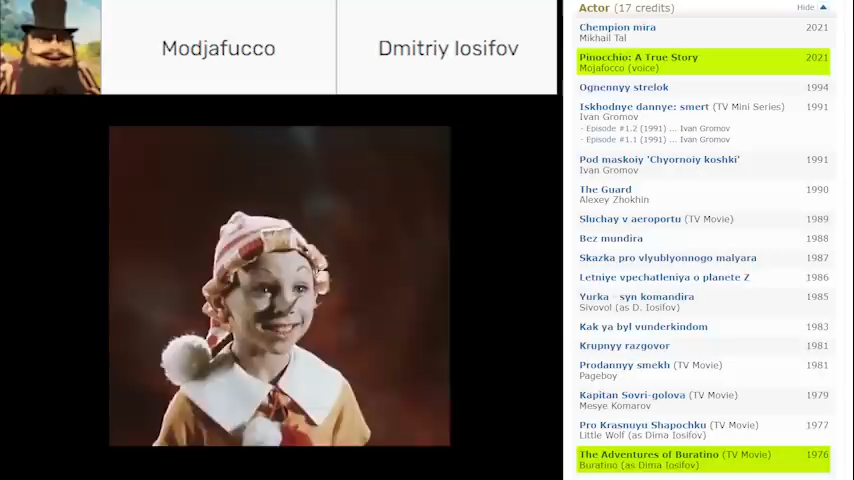 Modjafucco
Dmitriy Iosifov
Actor (17 credits)
Hide
Chempion mira 2021
Mikhail Tal
Pinocchio: A True Story 2021
Mojafocco (voice)
Ognennyy strelok 1994
Iskhodnye dannye: smert (TV Mini Series) 1991
Ivan Gromov
- Episode #1.2 (1991) ... Ivan Gromov
- Episode #1.1 (1991) ... Ivan Gromov
Pod maskoiy 'Chyornoiy koshki' 1991
Ivan Gromov
The Guard 1990
Alexey Zhokhin
Sluchay v aeroportu (TV Movie) 1989
Bez mundira 1988
Skazka pro vlyublyonnogo malyara 1987
Letniye vpechatleniya o planete Z 1986
Yurka - syn komandira 1985
Sivovol (as D. Iosifov)
Kak ya byl vunderkindom 1983
Krupnyy razgovor 1981
Prodannyy smekh (TV Movie) 1981
Pageboy
Kapitan Sovri-golova (TV Movie) 1979
Mesye Komarov
Pro Krasnuyu Shapochku (TV Movie) 1977
Little Wolf (as Dima Iosifov)
The Adventures of Buratino (TV Movie) 1976
Buratino (as Dima Iosifov)